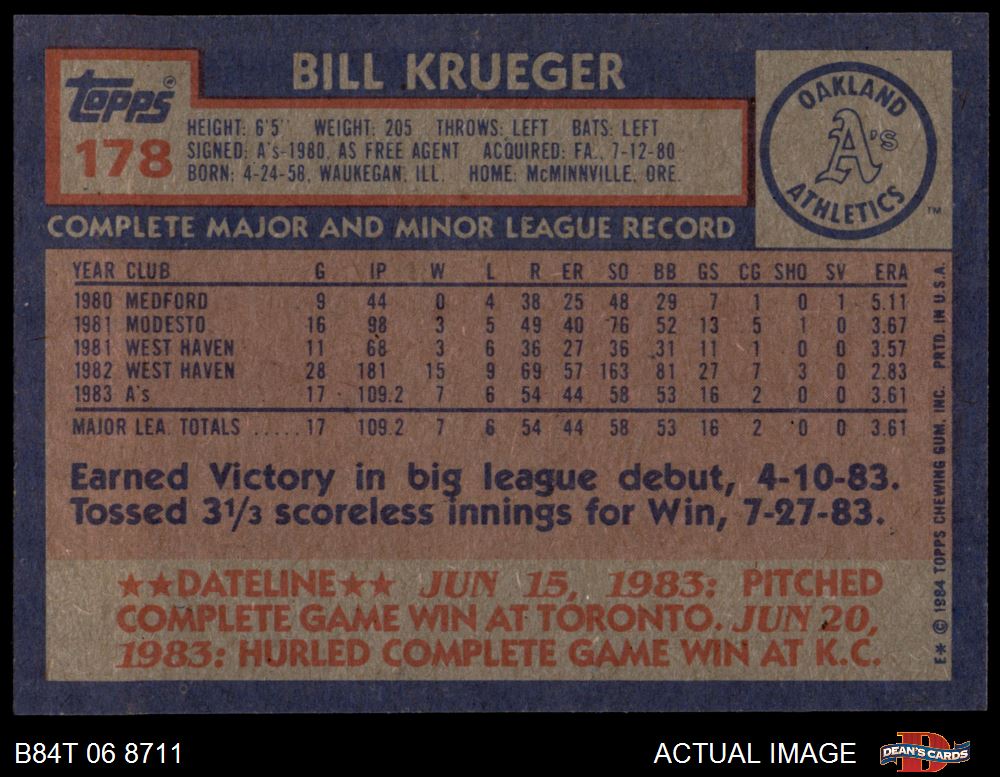 BILL KRUEGER
Topps®
178
HEIGHT: 6'5" WEIGHT: 205 THROWS: LEFT BATS: LEFT
SIGNED: A's-1980, AS FREE AGENT ACQUIRED: FA., 7-12-80
BORN: 4-24-58, WAUKEGAN, ILL. HOME: McMINNVILLE, ORE.
OAKLAND
A's
ATHLETICS
TM
COMPLETE MAJOR AND MINOR LEAGUE RECORD
YEAR CLUB G IP W L R ER SO BB GS CG SHO SV ERA
1980 MEDFORD 9 44 0 4 38 25 48 29 7 1 0 1 5.11
1981 MODESTO 16 98 3 5 49 40 76 52 13 5 1 0 3.67
1981 WEST HAVEN 11 68 3 6 36 27 36 31 11 1 0 0 3.57
1982 WEST HAVEN 28 181 15 9 69 57 163 81 27 7 3 0 2.83
1983 A's 17 109.2 7 6 54 44 58 53 16 2 0 0 3.61
MAJOR LEA. TOTALS .....17 109.2 7 6 54 44 58 53 16 2 0 0 3.61
Earned Victory in big league debut, 4-10-83.
Tossed 3 1/3 scoreless innings for Win, 7-27-83.
★★DATELINE★★ JUN 15, 1983: PITCHED
COMPLETE GAME WIN AT TORONTO. JUN 20,
1983: HURLED COMPLETE GAME WIN AT K.C.
E* © 1984 TOPPS CHEWING GUM, INC. PRTD. IN U.S.A.
B84T 06 8711
ACTUAL IMAGE
DEAN'S CARDS